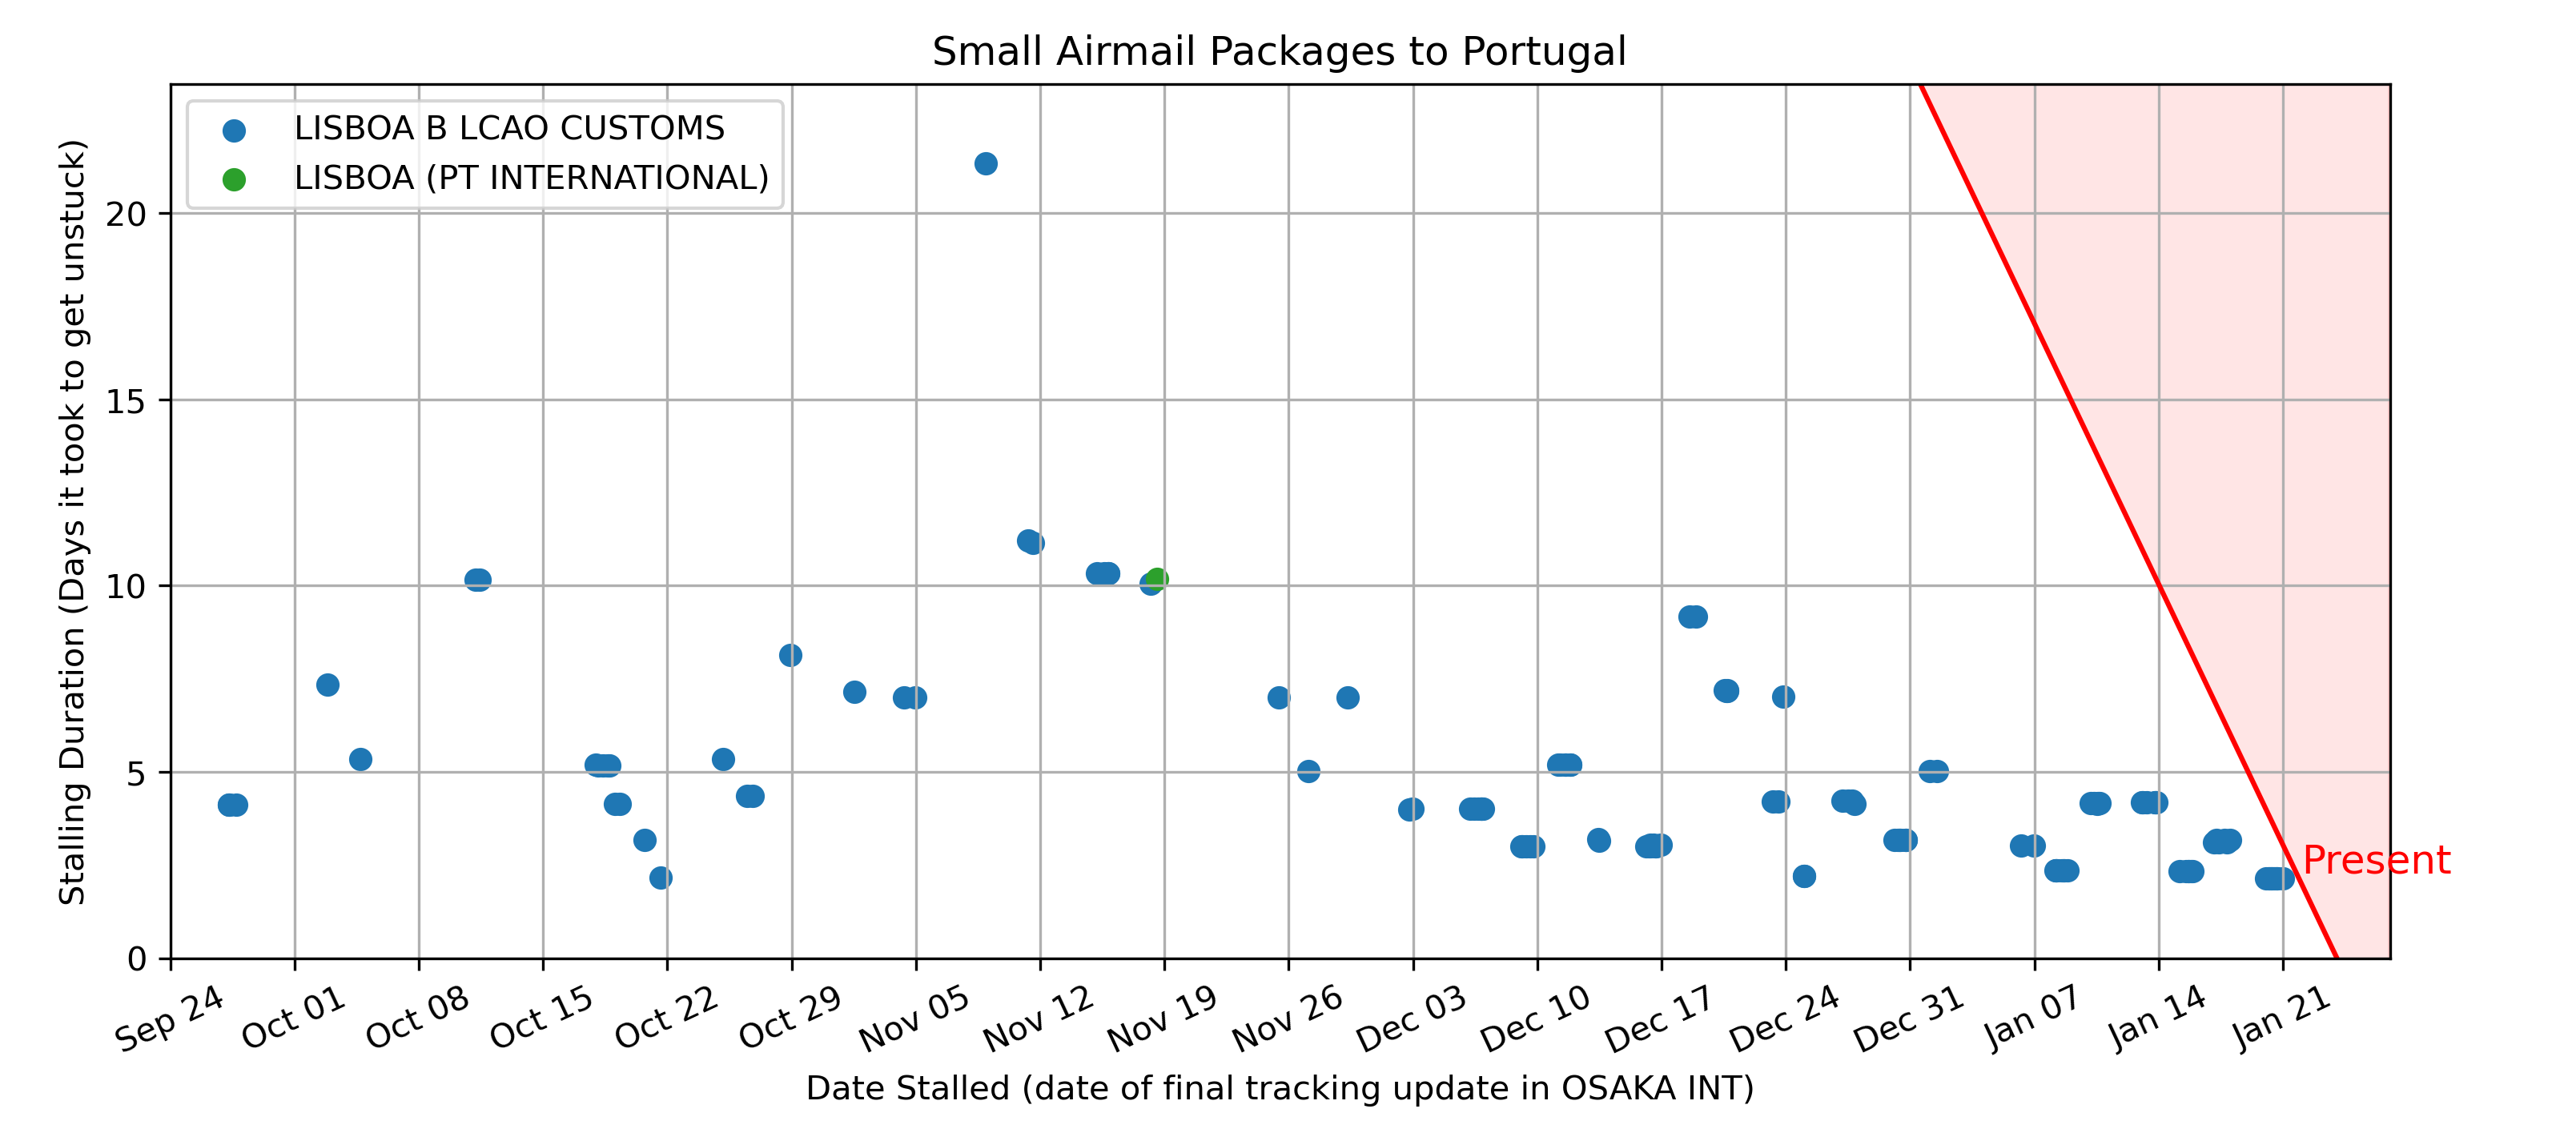 Small Airmail Packages to Portugal
LISBOA B LCAO CUSTOMS
LISBOA (PT INTERNATIONAL)
Stalling Duration (Days it took to get unstuck)
20
15
10
5
0
Present
Sep 24
Oct 01
Oct 08
Oct 15
Oct 22
Oct 29
Nov 05
Nov 12
Nov 19
Nov 26
Dec 03
Dec 10
Dec 17
Dec 24
Dec 31
Jan 07
Jan 14
Jan 21
Date Stalled (date of final tracking update in OSAKA INT)